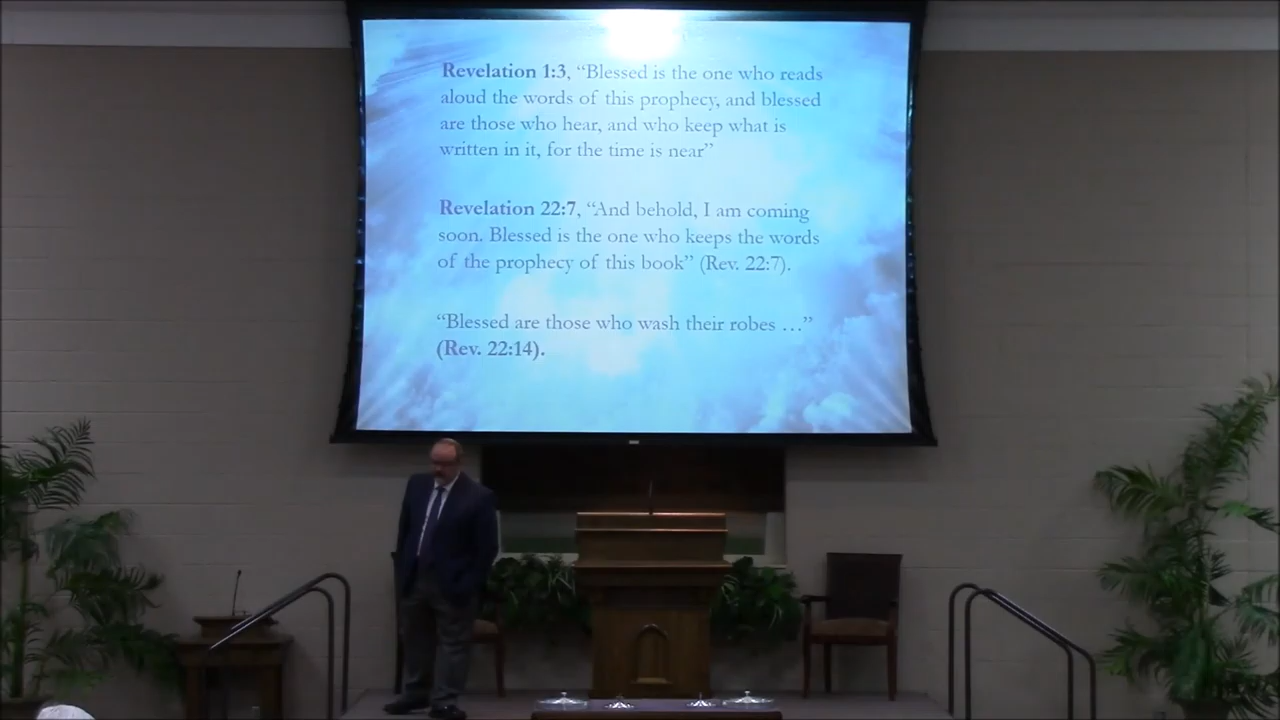 Revelation 1:3, “Blessed is the one who reads
aloud the words of this prophecy, and blessed
are those who hear, and who keep what is
written in it, for the time is near”
Revelation 22:7, “And behold, I am coming
soon. Blessed is the one who keeps the words
of the prophecy of this book” (Rev. 22:7).
“Blessed are those who wash their robes …”
(Rev. 22:14).